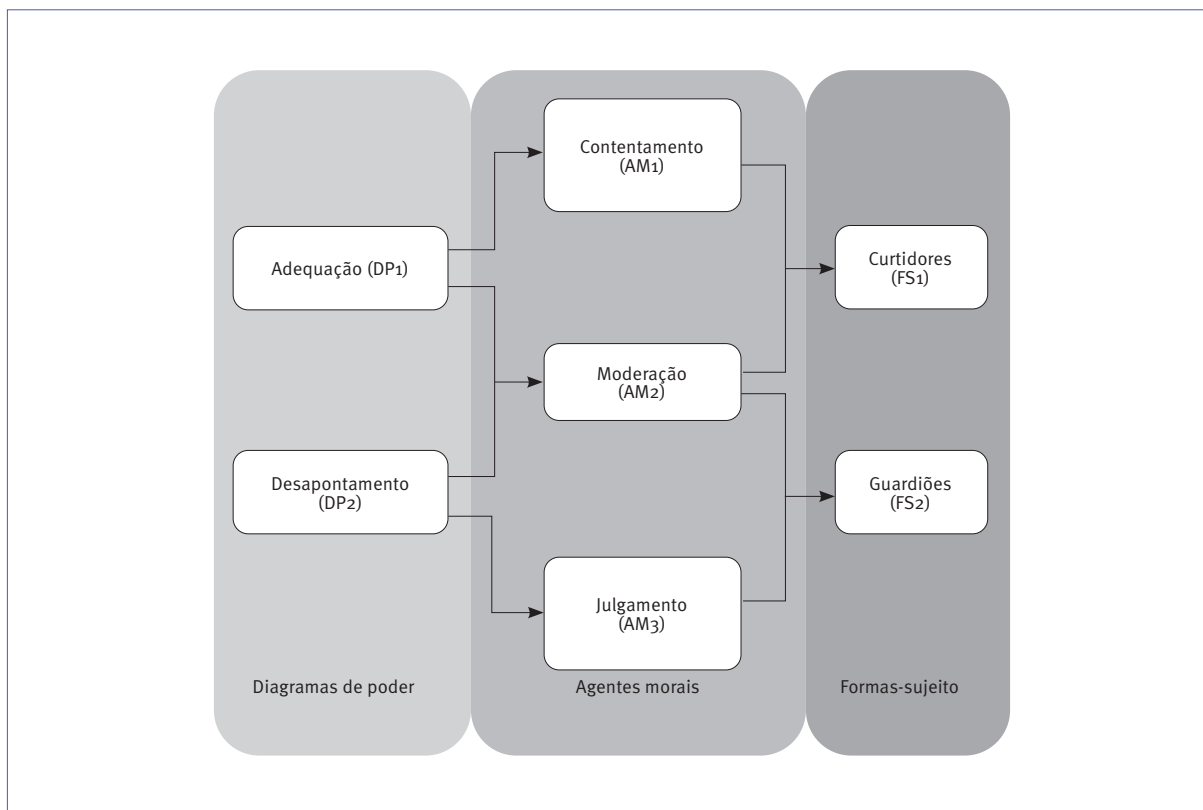 Adequação (DP1)
Desapontamento
(DP2)
Diagramas de poder
Contentamento
(AM1)
Moderação
(AM2)
Julgamento
(AM3)
Agentes morais
Curtidores
(FS1)
Guardiões
(FS2)
Formas-sujeito